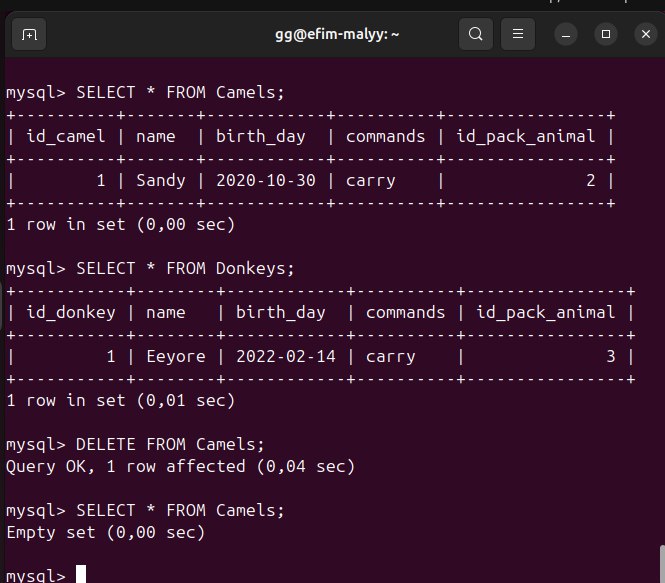 gg@efim-malyy: ~
mysql> SELECT * FROM Camels;
+----------+-------+------------+----------+----------------+
| id_camel | name  | birth_day  | commands | id_pack_animal |
+----------+-------+------------+----------+----------------+
|        1 | Sandy | 2020-10-30 | carry    |              2 |
+----------+-------+------------+----------+----------------+
1 row in set (0,00 sec)
mysql> SELECT * FROM Donkeys;
+-----------+--------+------------+----------+----------------+
| id_donkey | name   | birth_day  | commands | id_pack_animal |
+-----------+--------+------------+----------+----------------+
|         1 | Eeyore | 2022-02-14 | carry    |              3 |
+-----------+--------+------------+----------+----------------+
1 row in set (0,01 sec)
mysql> DELETE FROM Camels;
Query OK, 1 row affected (0,04 sec)
mysql> SELECT * FROM Camels;
Empty set (0,00 sec)
mysql>